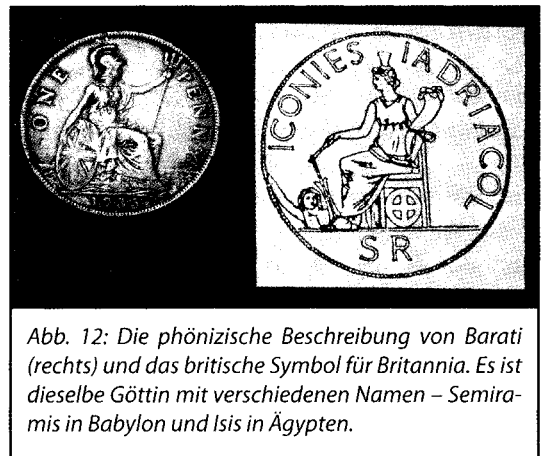 ONE PENNY
ICONIES IADRIACOL
SR
Abb. 12: Die phönizische Beschreibung von Barati
(rechts) und das britische Symbol für Britannia. Es ist
dieselbe Göttin mit verschiedenen Namen – Semira-
mis in Babylon und Isis in Ägypten.